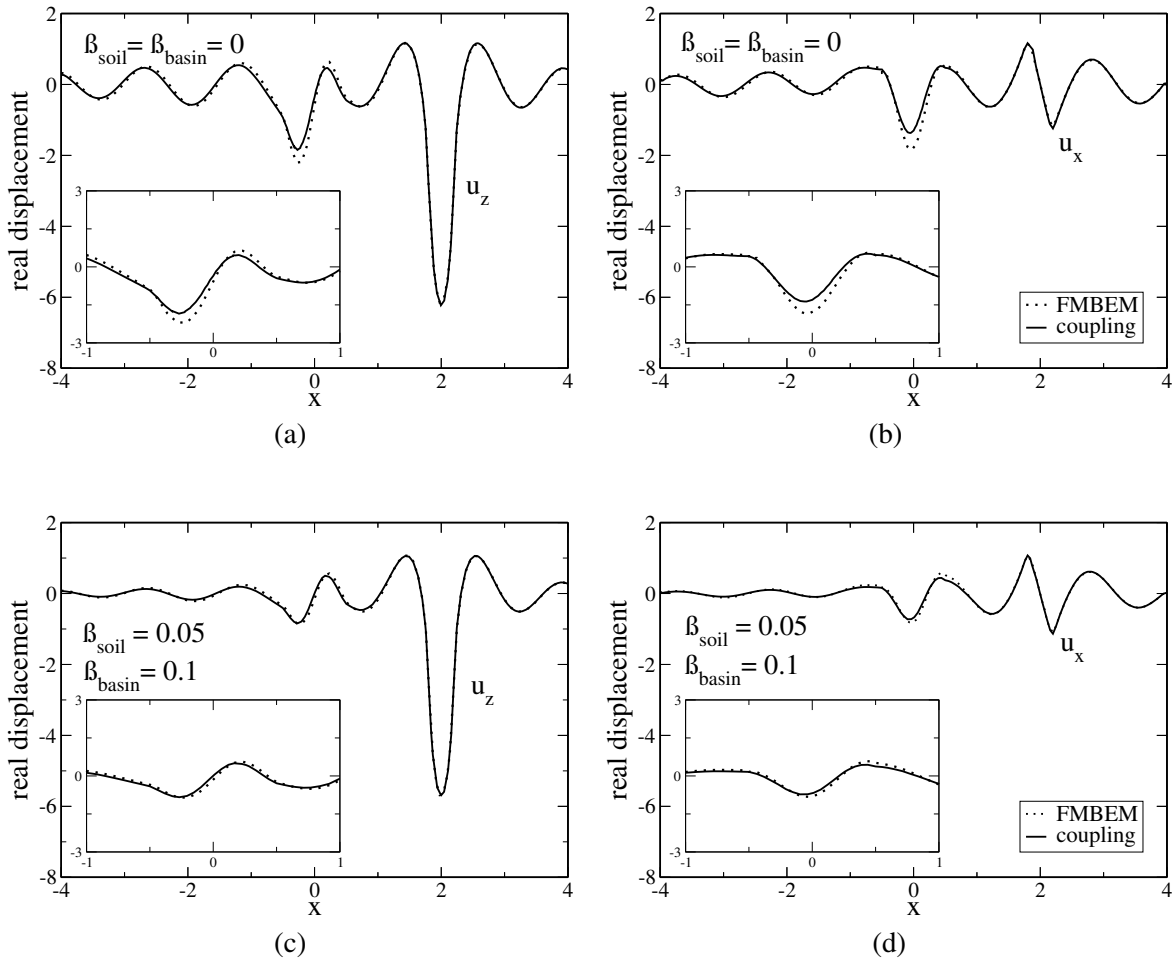 ß_soil = ß_basin = 0
real displacement
2
0
-2
-4
-6
-8
3
0
-3
-1
0
1
u_z
-4
-2
0
2
4
x
(a)
ß_soil = ß_basin = 0
real displacement
2
0
-2
-4
-6
-8
3
0
-3
-1
0
1
u_x
FMBEM
coupling
-4
-2
0
2
4
x
(b)
real displacement
2
0
-2
-4
-6
-8
ß_soil = 0.05
ß_basin = 0.1
3
0
-3
-1
0
1
u_z
-4
-2
0
2
4
x
(c)
real displacement
2
0
-2
-4
-6
-8
ß_soil = 0.05
ß_basin = 0.1
3
0
-3
-1
0
1
u_x
FMBEM
coupling
-4
-2
0
2
4
x
(d)